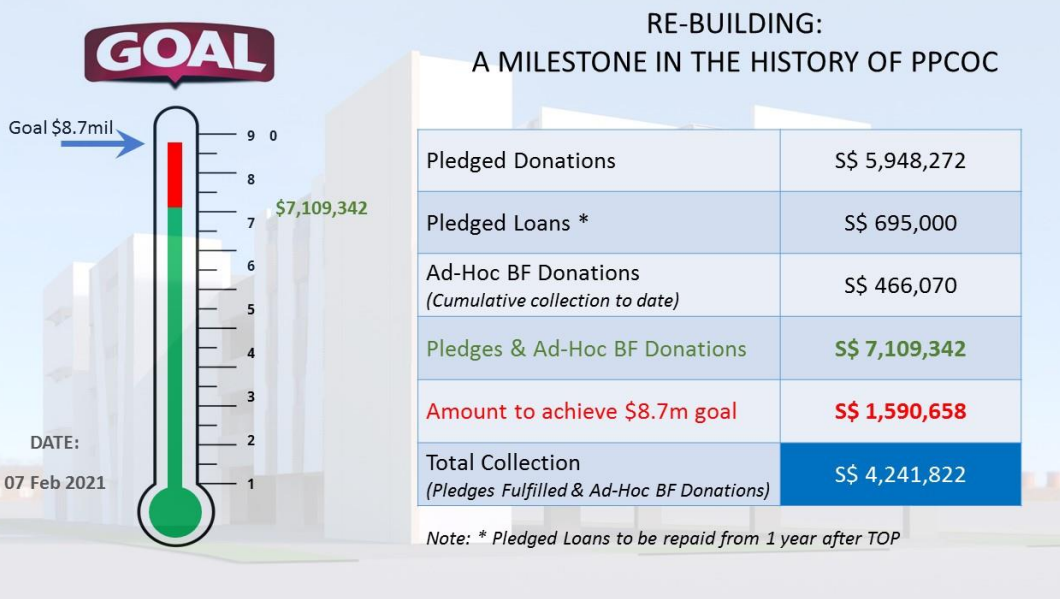 GOAL
RE-BUILDING:
A MILESTONE IN THE HISTORY OF PPCOC
Goal $8.7mil
9 0
8
7
6
5
4
3
2
1
$7,109,342
DATE:
07 Feb 2021
Pledged Donations S$ 5,948,272
Pledged Loans * S$ 695,000
Ad-Hoc BF Donations
(Cumulative collection to date) S$ 466,070
Pledges & Ad-Hoc BF Donations S$ 7,109,342
Amount to achieve $8.7m goal S$ 1,590,658
Total Collection
(Pledges Fulfilled & Ad-Hoc BF Donations) S$ 4,241,822
Note: * Pledged Loans to be repaid from 1 year after TOP